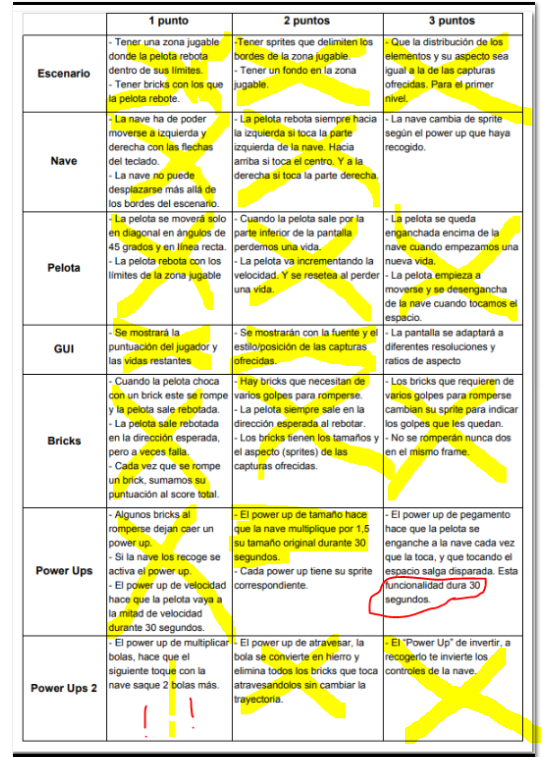 1 punto 2 puntos 3 puntos
Escenario
- Tener una zona jugable
donde la pelota rebota
dentro de sus límites.
- Tener bricks con los que
la pelota rebote.
-Tener sprites que delimiten los
bordes de la zona jugable.
- Tener un fondo en la zona
jugable.
- Que la distribución de los
elementos y su aspecto sea
igual a la de las capturas
ofrecidas. Para el primer
nivel.
Nave
- La nave ha de poder
moverse a izquierda y
derecha con las flechas
del teclado.
- La nave no puede
desplazarse más allá de
los bordes del escenario.
- La pelota rebota siempre hacia
la izquierda si toca la parte
izquierda de la nave. Hacia
arriba si toca el centro. Y a la
derecha si toca la parte derecha.
- La nave cambia de sprite
según el power up que haya
recogido.
Pelota
- La pelota se moverá solo
en diagonal en ángulos de
45 grados y en línea recta.
- La pelota rebota con los
límites de la zona jugable
- Cuando la pelota sale por la
parte inferior de la pantalla
perdemos una vida.
- La pelota va incrementando la
velocidad. Y se resetea al perder
una vida.
- La pelota se queda
enganchada encima de la
nave cuando empezamos una
nueva vida.
- La pelota empieza a
moverse y se desengancha
de la nave cuando tocamos el
espacio.
GUI
- Se mostrará la
puntuación del jugador y
las vidas restantes
- Se mostrarán con la fuente y el
estilo/posición de las capturas
ofrecidas.
- La pantalla se adaptará a
diferentes resoluciones y
ratios de aspecto
Bricks
- Cuando la pelota choca
con un brick este se rompe
y la pelota sale rebotada.
- La pelota sale rebotada
en la dirección esperada,
pero a veces falla.
- Cada vez que se rompe
un brick, sumamos su
puntuación al score total.
- Hay bricks que necesitan de
varios golpes para romperse.
- La pelota siempre sale en la
dirección esperada al rebotar.
- Los bricks tienen los tamaños y
el aspecto (sprites) de las
capturas ofrecidas.
- Los bricks que requieren de
varios golpes para romperse
cambian su sprite para indicar
los golpes que les quedan.
- No se romperán nunca dos
en el mismo frame.
Power Ups
- Algunos bricks al
romperse dejan caer un
power up.
- Si la nave los recoge se
activa el power up.
- El power up de velocidad
hace que la pelota vaya a
la mitad de velocidad
durante 30 segundos.
- El power up de tamaño hace
que la nave multiplique por 1,5
su tamaño original durante 30
segundos.
- Cada power up tiene su sprite
correspondiente.
- El power up de pegamento
hace que la pelota se
enganche a la nave cada vez
que la toca, y que tocando el
espacio salga disparada. Esta
funcionalidad dura 30
segundos.
Power Ups 2
- El power up de multiplicar
bolas, hace que el
siguiente toque con la
nave saque 2 bolas más.
! !
- El power up de atravesar, la
bola se convierte en hierro y
elimina todos los bricks que toca
atravesandolos sin cambiar la
trayectoria.
- El "Power Up" de invertir, a
recogerlo te invierte los
controles de la nave.